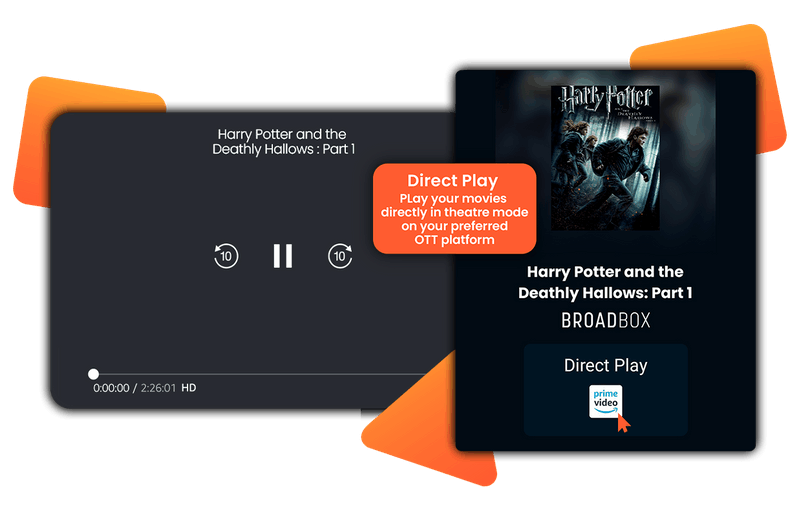 Harry Potter and the
Deathly Hallows : Part 1
10
10
0:00:00 / 2:26:01 HD
Direct Play
PLay your movies
directly in theatre mode
on your preferred
OTT platform
Harry Potter
AND THE
DEATHLY HALLOWS
Harry Potter and the
Deathly Hallows: Part 1
BROADBOX
Direct Play
prime
video